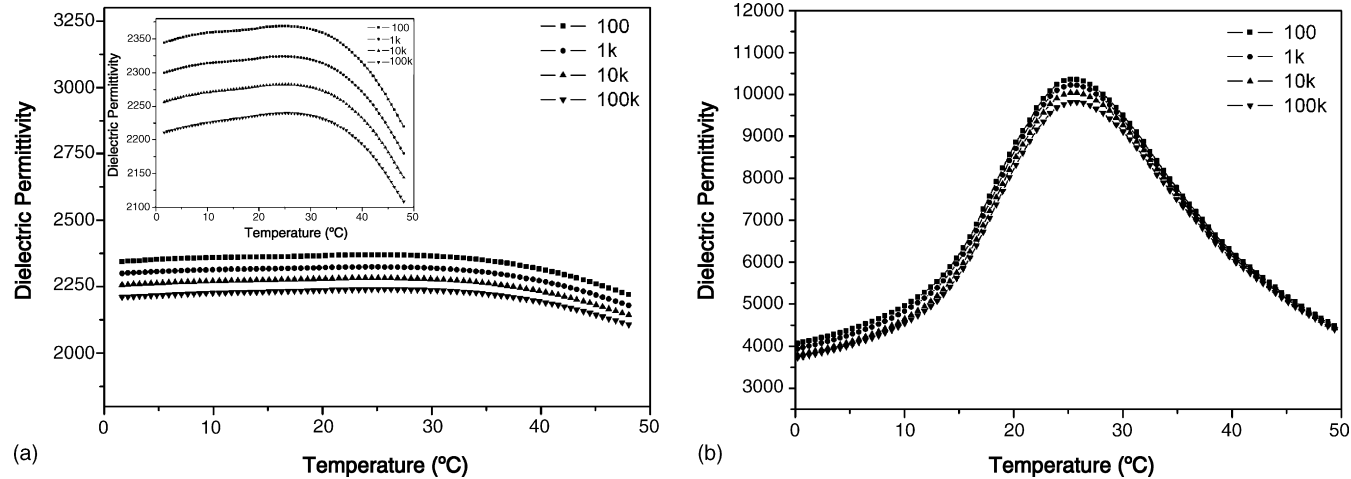 3250
3000
2750
2500
2250
2000
Dielectric Permittivity
0
10
20
30
40
50
Temperature (ºC)
(a)
100
1k
10k
100k
2350
2300
2250
2200
2150
2100
Dielectric Permittivity
0
10
20
30
40
50
Temperature (ºC)
100
1k
10k
100k
12000
11000
10000
9000
8000
7000
6000
5000
4000
3000
Dielectric Permittivity
0
10
20
30
40
50
Temperature (ºC)
(b)
100
1k
10k
100k